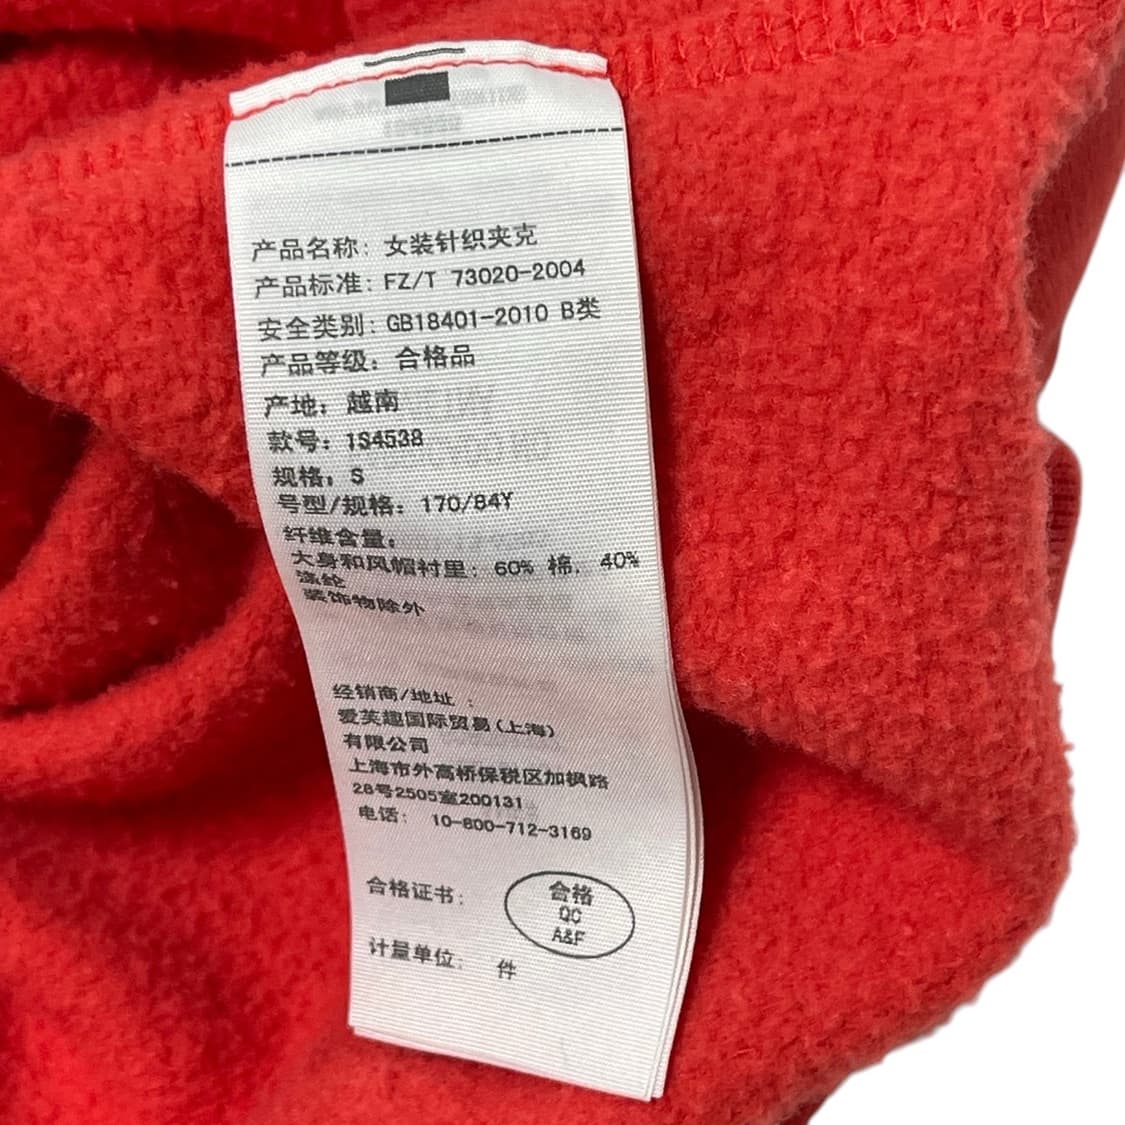 产品名称: 女装针织夹克
产品标准: FZ/T 73020-2004
安全类别: GB18401-2010 B类
产品等级: 合格品
产地: 越南
款号: 1S4538
规格: S
号型/规格: 170/84Y
纤维含量:
大身和风帽衬里: 60% 棉, 40%
涤纶
装饰物除外
经销商/地址 :
爱芙趣国际贸易(上海)
有限公司
上海市外高桥保税区加枫路
28号2505室200131
电话: 10-800-712-3169
合格证书:
合格
QC
A&F
计量单位: 件